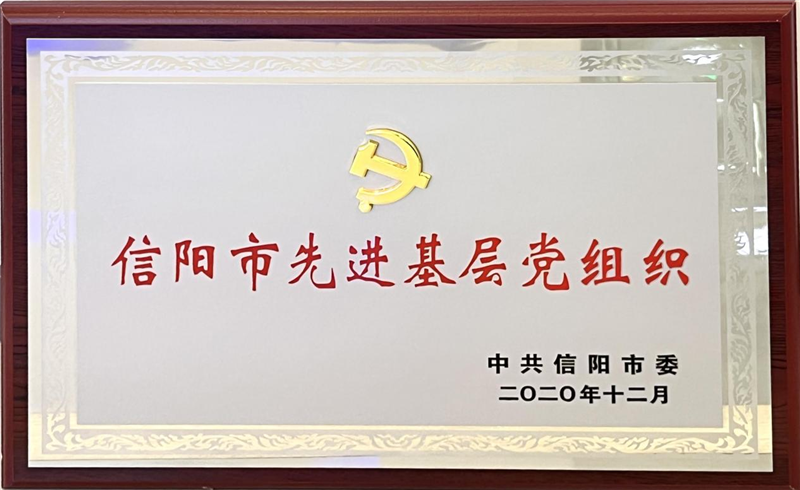 信阳市先进基层党组织
中共信阳市委
二〇二〇年十二月